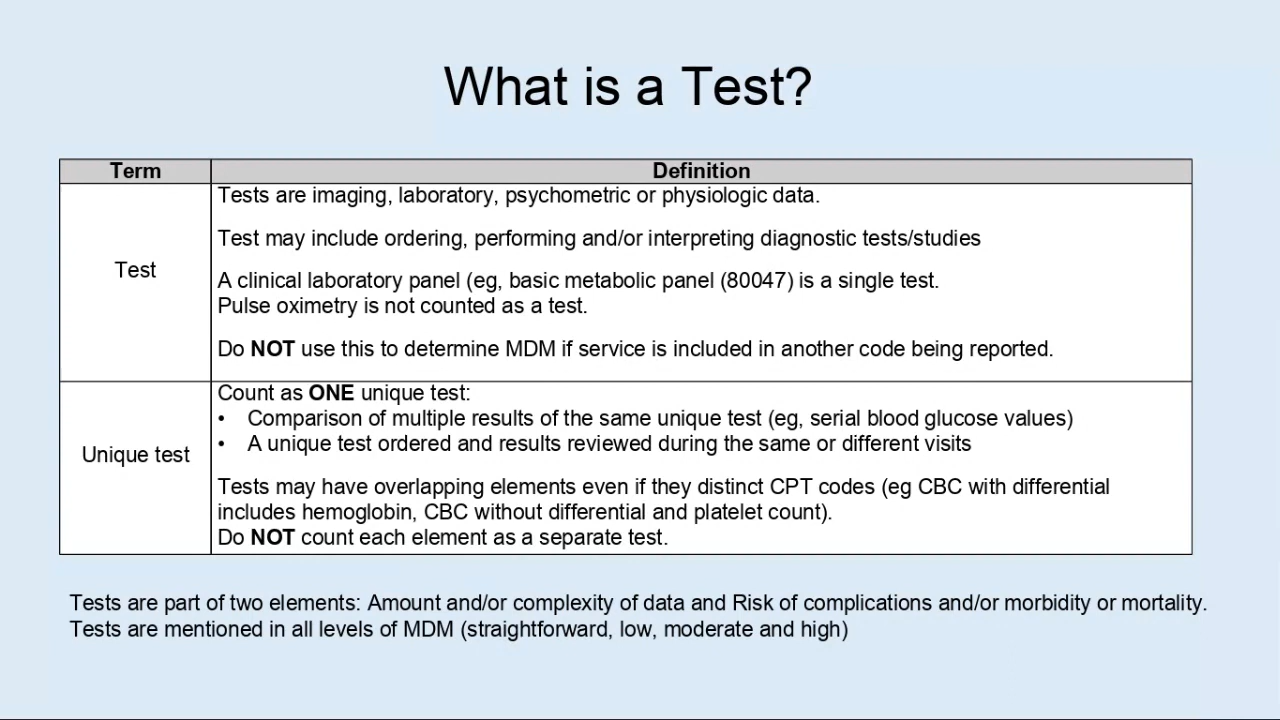 What is a Test?
Term
Definition
Test
Tests are imaging, laboratory, psychometric or physiologic data.
Test may include ordering, performing and/or interpreting diagnostic tests/studies
A clinical laboratory panel (eg, basic metabolic panel (80047) is a single test.
Pulse oximetry is not counted as a test.
Do NOT use this to determine MDM if service is included in another code being reported.
Unique test
Count as ONE unique test:
• Comparison of multiple results of the same unique test (eg, serial blood glucose values)
• A unique test ordered and results reviewed during the same or different visits
Tests may have overlapping elements even if they distinct CPT codes (eg CBC with differential
includes hemoglobin, CBC without differential and platelet count).
Do NOT count each element as a separate test.
Tests are part of two elements: Amount and/or complexity of data and Risk of complications and/or morbidity or mortality.
Tests are mentioned in all levels of MDM (straightforward, low, moderate and high)